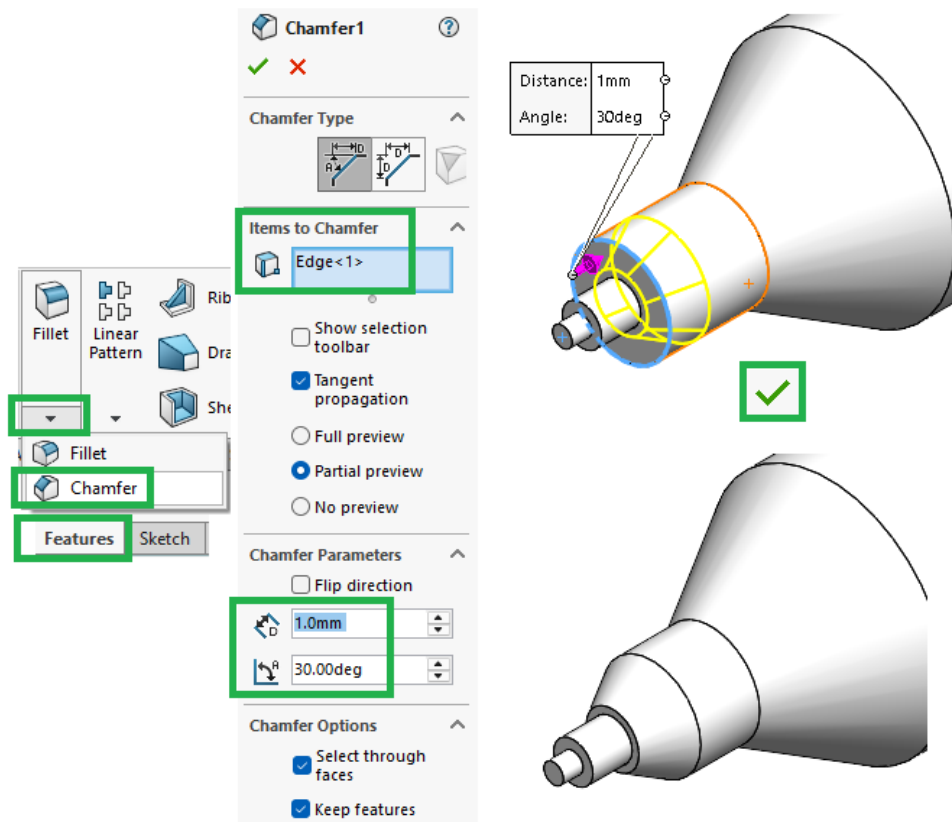 Fillet
Linear
Pattern
Rib
Dra
She
Fillet
Chamfer
Features
Sketch
Chamfer1
?
Chamfer Type
Items to Chamfer
Edge<1>
Show selection
toolbar
Tangent
propagation
Full preview
Partial preview
No preview
Chamfer Parameters
Flip direction
1.0mm
30.00deg
Chamfer Options
Select through
faces
Keep features
Distance: 1mm
Angle: 30deg